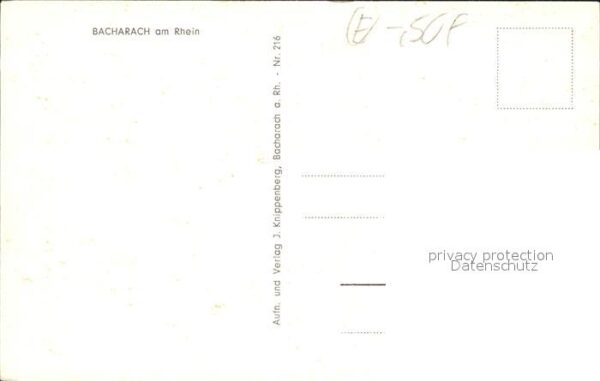 BACHARACH am Rhein
Aufn. und Verlag J. Knippenberg, Bacharach a. Rh. - Nr. 216
privacy protection
Datenschutz